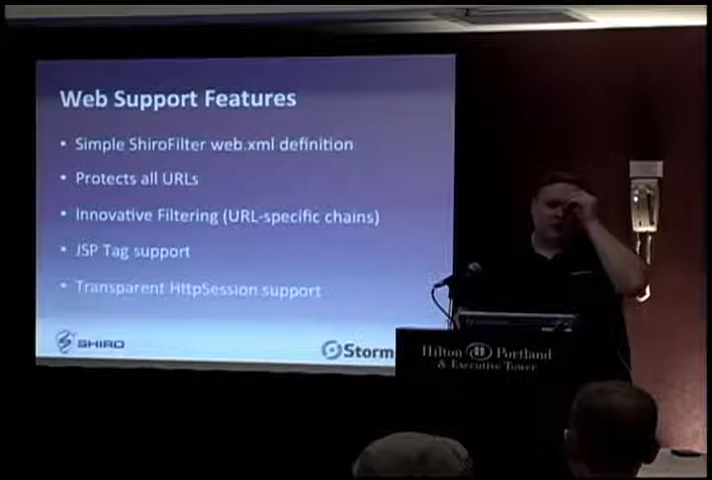 Web Support Features
• Simple ShiroFilter web.xml definition
• Protects all URLs
• Innovative Filtering (URL-specific chains)
• JSP Tag support
• Transparent HttpSession support
SHIRO
Storm
Hilton Portland
& Executive Tower